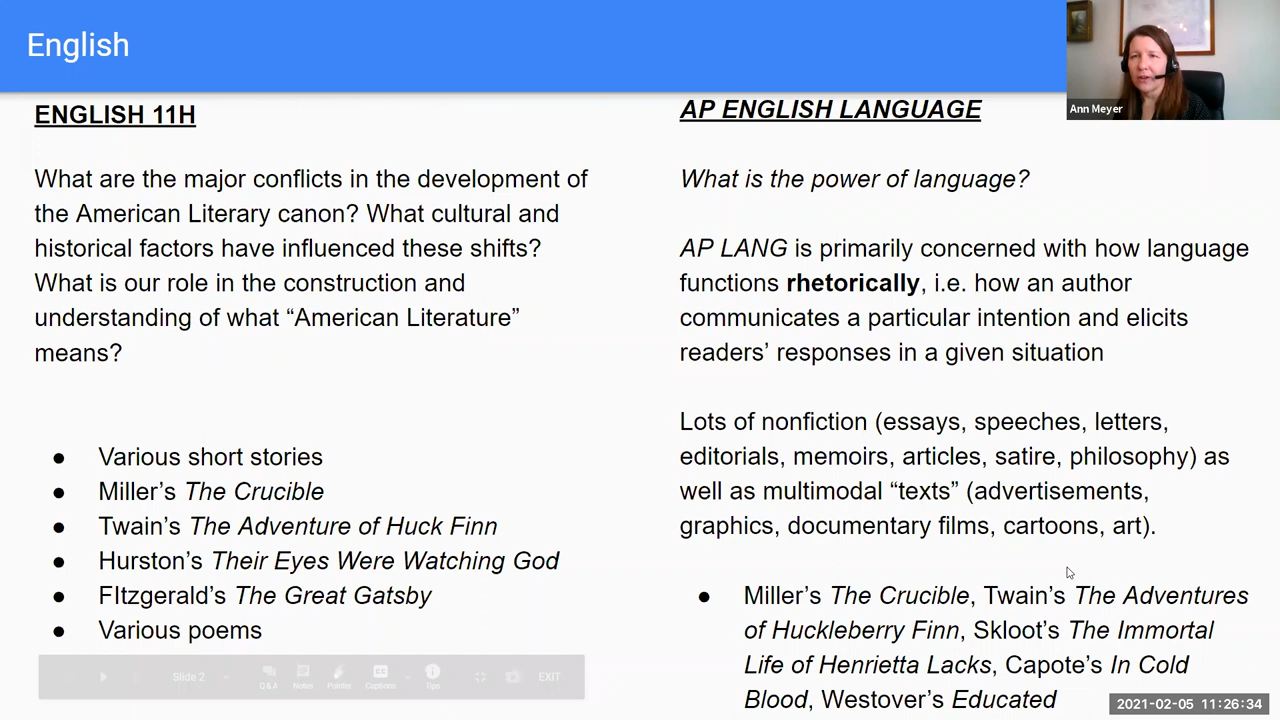 English
Ann Meyer
ENGLISH 11H
What are the major conflicts in the development of
the American Literary canon? What cultural and
historical factors have influenced these shifts?
What is our role in the construction and
understanding of what “American Literature”
means?
● Various short stories
● Miller’s The Crucible
● Twain’s The Adventure of Huck Finn
● Hurston’s Their Eyes Were Watching God
● FItzgerald’s The Great Gatsby
● Various poems
AP ENGLISH LANGUAGE
What is the power of language?
AP LANG is primarily concerned with how language
functions rhetorically, i.e. how an author
communicates a particular intention and elicits
readers’ responses in a given situation
Lots of nonfiction (essays, speeches, letters,
editorials, memoirs, articles, satire, philosophy) as
well as multimodal “texts” (advertisements,
graphics, documentary films, cartoons, art).
● Miller’s The Crucible, Twain’s The Adventures
of Huckleberry Finn, Skloot’s The Immortal
Life of Henrietta Lacks, Capote’s In Cold
Blood, Westover’s Educated
Slide 2
Q & A
Notes
Pointer
Captions
Tips
EXIT
2021-02-05 11:26:34